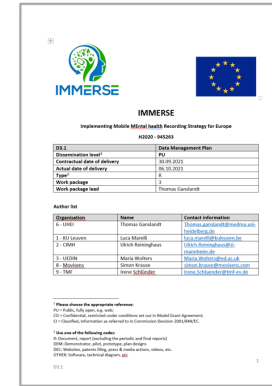 IMMERSE
IMMERSE
Implementing Mobile MEntal health Recording Strategy for Europe
H2020 - 945263
D3.1 Data Management Plan
Dissemination level¹ PU
Contractual date of delivery 30.09.2021
Actual date of delivery 06.10.2021
Type² R
Work package 3
Work package lead Thomas Ganslandt
Author list
Organisation Name Contact information
6 - UHEI Thomas Ganslandt Thomas.ganslandt@medma.uni-
heidelberg.de
1 - KU Leuven Luca Marelli luca.marelli@kuleuven.be
2 - CIMH Ulrich Reininghaus Ulrich.Reininghaus@zi-
mannheim.de
3 - UEDIN Maria Wolters Maria.Wolters@ed.ac.uk
8 - Movisens Simon Krause simon.krause@movisens.com
9 - TMF Irene Schlünder Irene.Schluender@tmf-ev.de
¹ Please choose the appropriate reference:
PU = Public, fully open, e.g. web;
CO = Confidential, restricted under conditions set out in Model Grant Agreement;
CI = Classified, information as referred to in Commission Decision 2001/844/EC.
² Use one of the following codes:
R: Document, report (excluding the periodic and final reports)
DEM: Demonstrator, pilot, prototype, plan designs
DEC: Websites, patents filing, press & media actions, videos, etc.
OTHER: Software, technical diagram, etc
1
D3.1